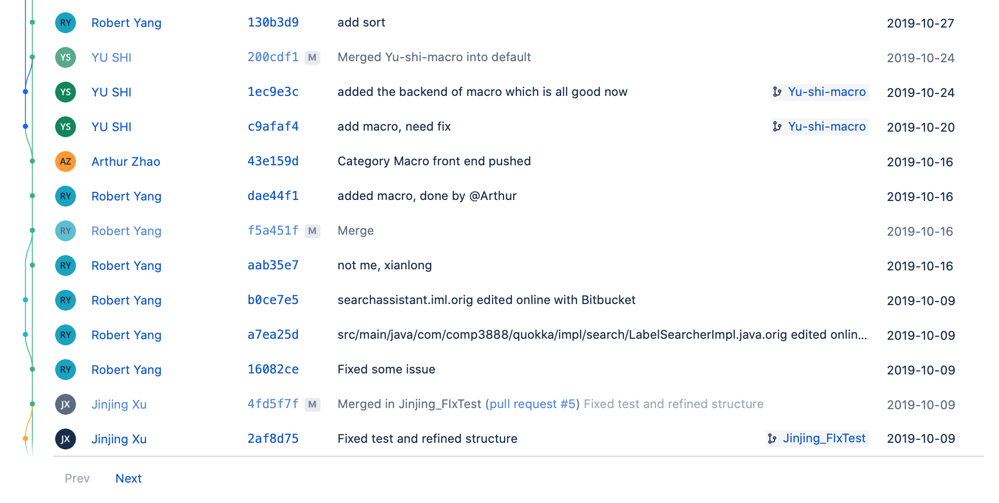 RY Robert Yang 130b3d9 add sort 2019-10-27
YS YU SHI 200cdf1 M Merged Yu-shi-macro into default 2019-10-24
YS YU SHI 1ec9e3c added the backend of macro which is all good now Yu-shi-macro 2019-10-24
YS YU SHI c9afaf4 add macro, need fix Yu-shi-macro 2019-10-20
AZ Arthur Zhao 43e159d Category Macro front end pushed 2019-10-16
RY Robert Yang dae44f1 added macro, done by @Arthur 2019-10-16
RY Robert Yang f5a451f M Merge 2019-10-16
RY Robert Yang aab35e7 not me, xianlong 2019-10-16
RY Robert Yang b0ce7e5 searchassistant.iml.orig edited online with Bitbucket 2019-10-09
RY Robert Yang a7ea25d src/main/java/com/comp3888/quokka/impl/search/LabelSearcherImpl.java.orig edited onlin... 2019-10-09
RY Robert Yang 16082ce Fixed some issue 2019-10-09
JX Jinjing Xu 4fd5f7f M Merged in Jinjing_FIxTest (pull request #5) Fixed test and refined structure 2019-10-09
JX Jinjing Xu 2af8d75 Fixed test and refined structure Jinjing_FIxTest 2019-10-09
Prev Next